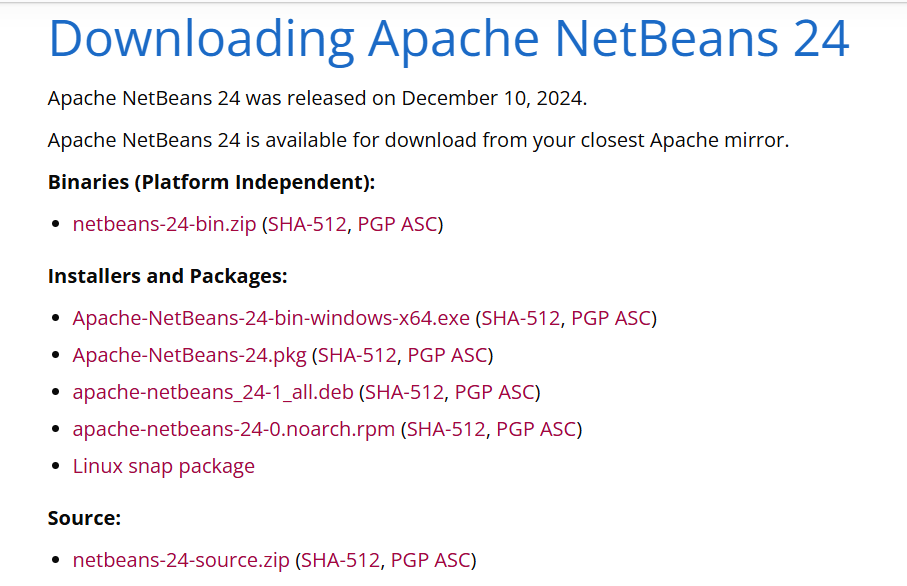 Downloading Apache NetBeans 24
Apache NetBeans 24 was released on December 10, 2024.
Apache NetBeans 24 is available for download from your closest Apache mirror.
Binaries (Platform Independent):
• netbeans-24-bin.zip (SHA-512, PGP ASC)
Installers and Packages:
• Apache-NetBeans-24-bin-windows-x64.exe (SHA-512, PGP ASC)
• Apache-NetBeans-24.pkg (SHA-512, PGP ASC)
• apache-netbeans_24-1_all.deb (SHA-512, PGP ASC)
• apache-netbeans-24-0.noarch.rpm (SHA-512, PGP ASC)
• Linux snap package
Source:
• netbeans-24-source.zip (SHA-512, PGP ASC)